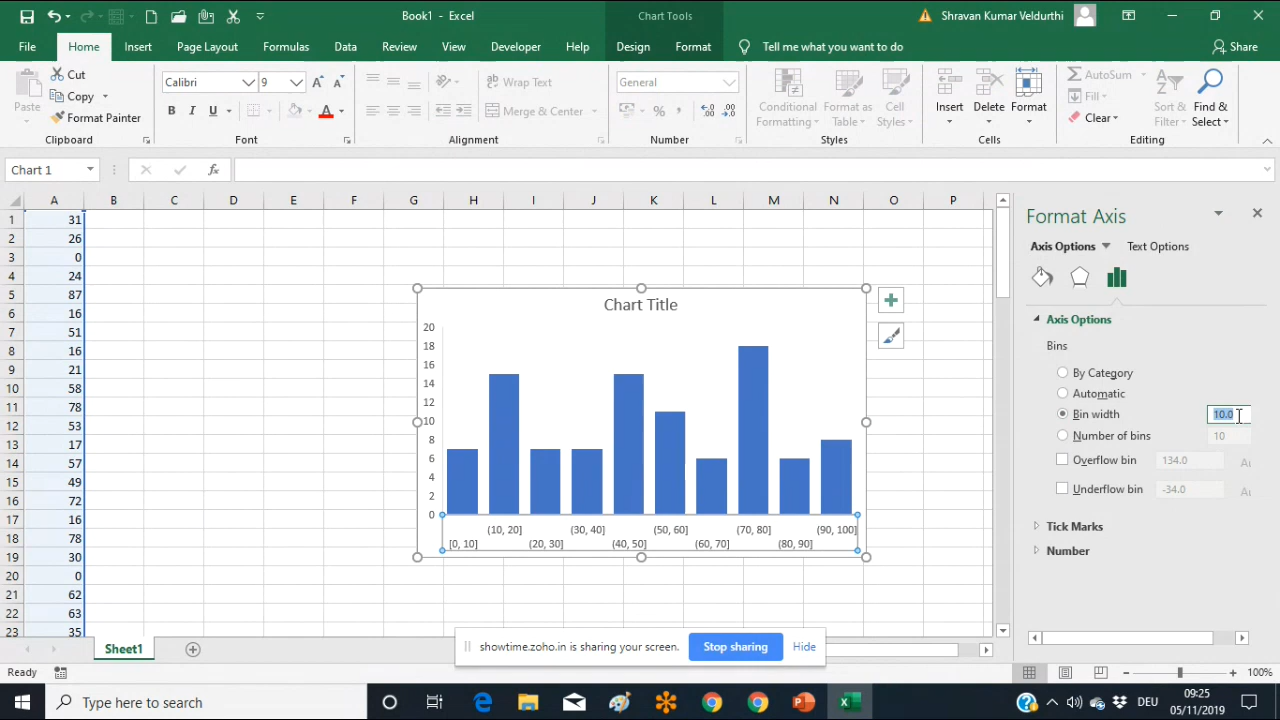 Book1 - Excel
Chart Tools
Shravan Kumar Veldurthi
File Home Insert Page Layout Formulas Data Review View Developer Help Design Format Tell me what you want to do Share
Paste
Cut
Copy
Format Painter
Clipboard
Calibri 9
B I U
A
Font
Wrap Text
Merge & Center
Alignment
General
%
Number
Conditional Formatting
Format as Table
Cell Styles
Styles
Insert Delete Format
Cells
AutoSum
Fill
Clear
Sort & Filter
Find & Select
Editing
Chart 1
fx
A B C D E F G H I J K L M N O P
1 31
2 26
3 0
4 24
5 87
6 16
7 51
8 16
9 21
10 58
11 78
12 53
13 17
14 57
15 49
16 72
17 16
18 78
19 30
20 0
21 62
22 63
23 35
Chart Title
20
18
16
14
12
10
8
6
4
2
0
(10, 20] (30, 40] (50, 60] (70, 80] (90, 100]
[0, 10] (20, 30] (40, 50] (60, 70] (80, 90]
Format Axis
Axis Options Text Options
Axis Options
Bins
By Category
Automatic
Bin width 10.0
Number of bins 10
Overflow bin 134.0 Au
Underflow bin -34.0 Au
Tick Marks
Number
Sheet1
showtime.zoho.in is sharing your screen. Stop sharing Hide
Ready
100%
Type here to search
DEU
09:25
05/11/2019